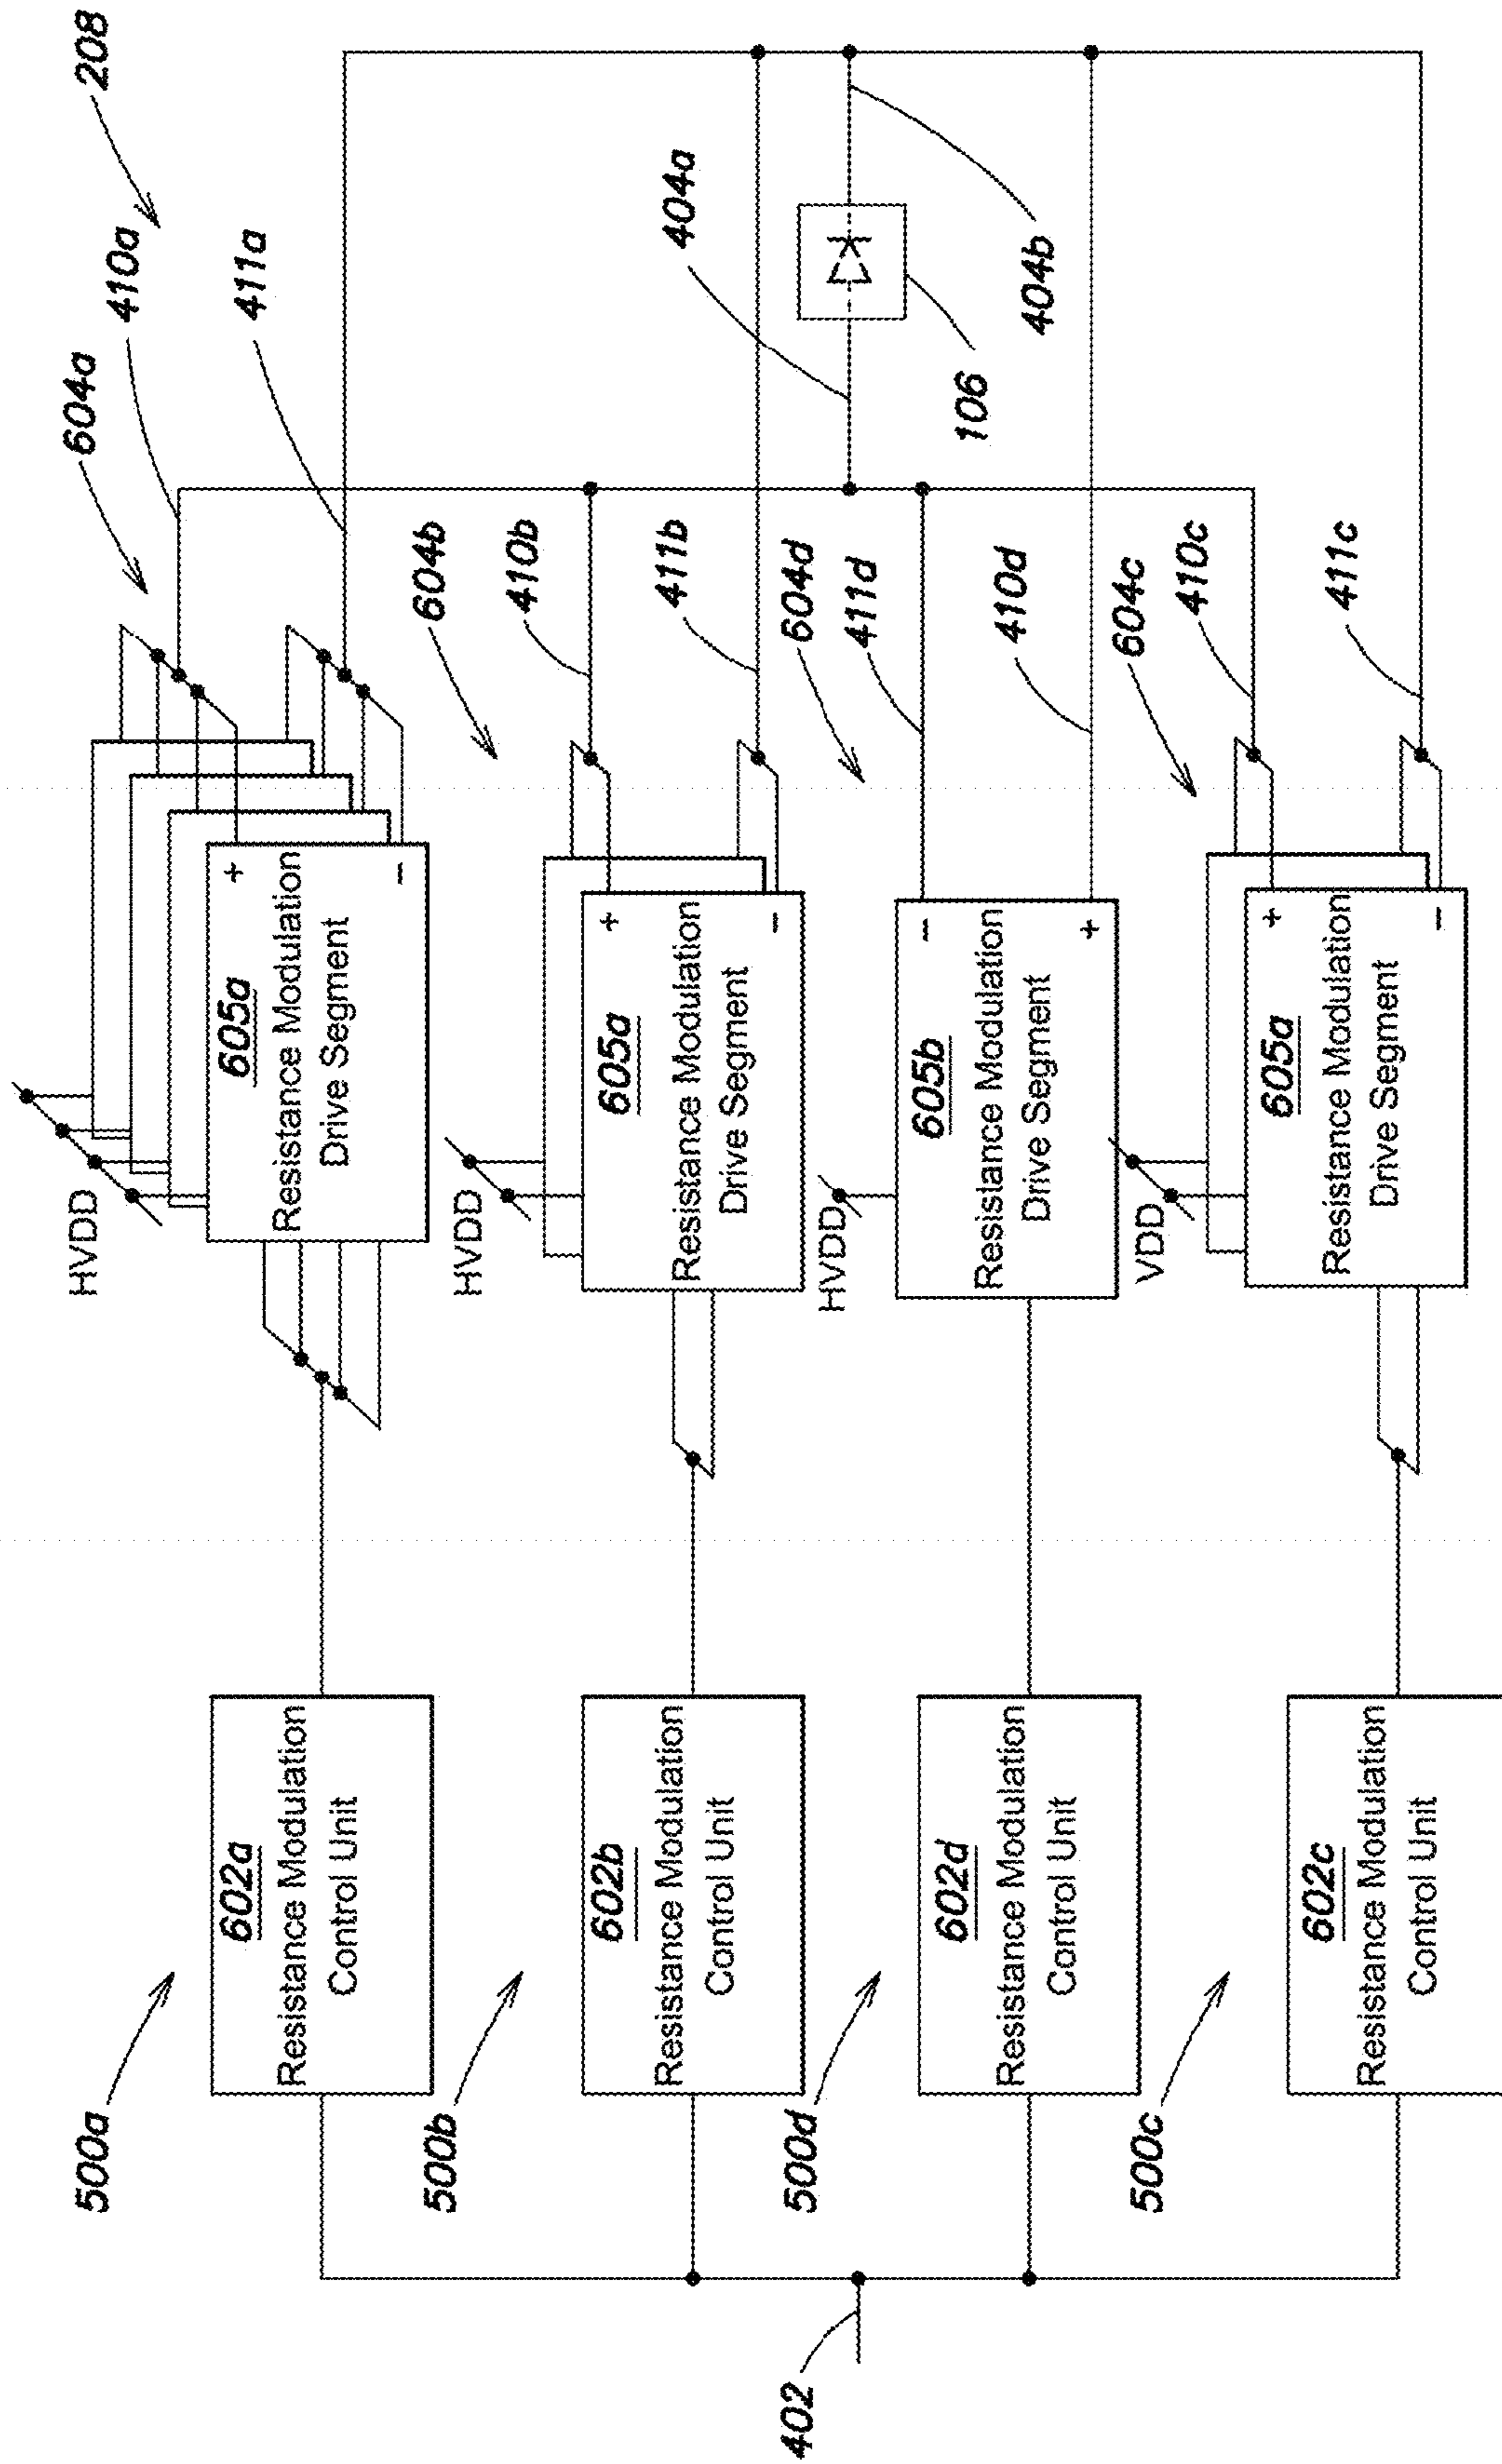 208
604a
410a
411a
HVDD
605a
Resistance Modulation
Drive Segment
+
−
500a
602a
Resistance Modulation
Control Unit
604b
410b
411b
404a
HVDD
605a
Resistance Modulation
Drive Segment
+
−
500b
602b
Resistance Modulation
Control Unit
106
404b
604d
411d
410d
HVDD
605b
Resistance Modulation
Drive Segment
−
+
500d
602d
Resistance Modulation
Control Unit
402
604c
410c
411c
VDD
605a
Resistance Modulation
Drive Segment
+
−
500c
602c
Resistance Modulation
Control Unit